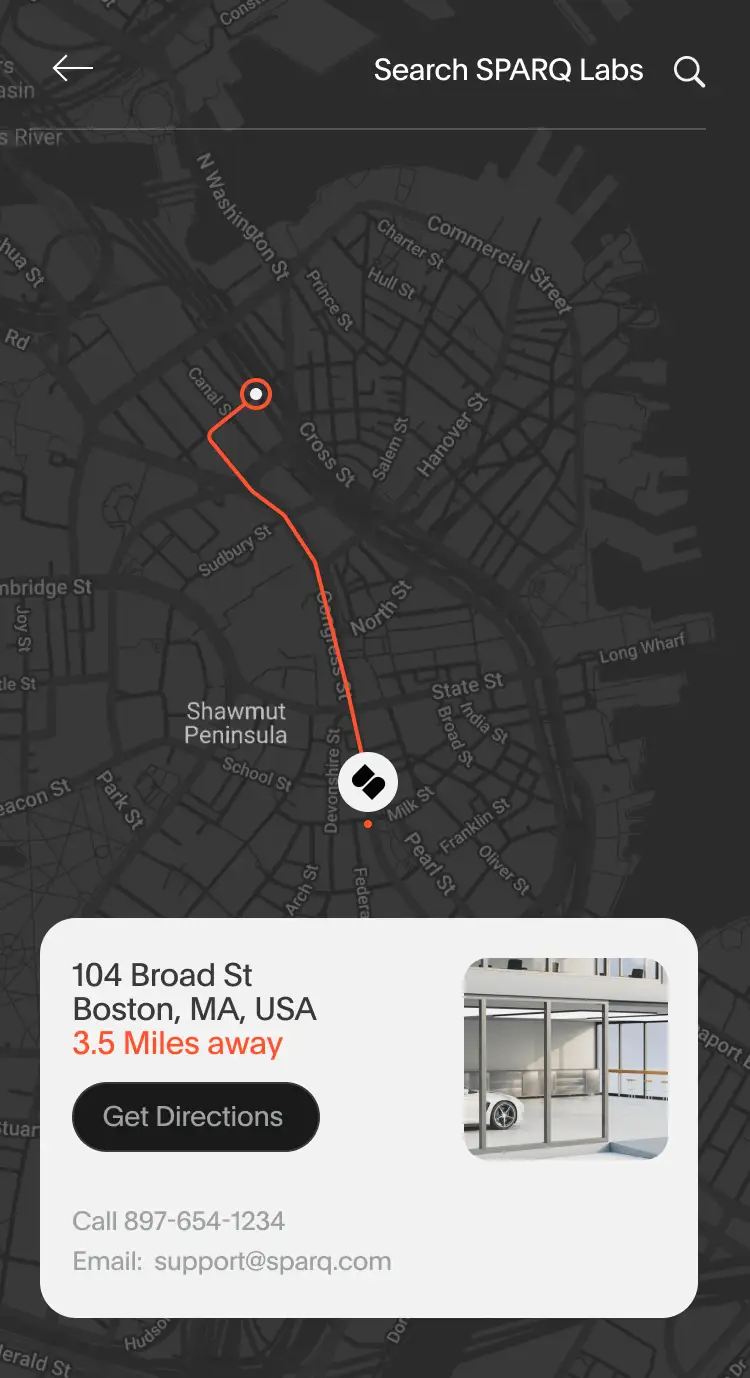 Const
Search SPARQ Labs
rs
asin
s River
N Washington St
Charter St
Commercial Street
hua St
Hull St
Prince St
Rd
Canal S
Cross St
Salem St
Hanover St
Sudbury St
mbridge St
Joy St
Congress St
North St
Long Wharf
tle St
State St
Shawmut
Peninsula
Broad St
India St
School St
Devonshire St
eacon St
Park St
Milk St
Franklin St
Pearl St
Oliver St
Arch St
Federa
104 Broad St
Boston, MA, USA
3.5 Miles away
aport B
Get Directions
Stuar
Call 897-654-1234
Email: support@sparq.com
Hudso
Dor
erald St
Dr